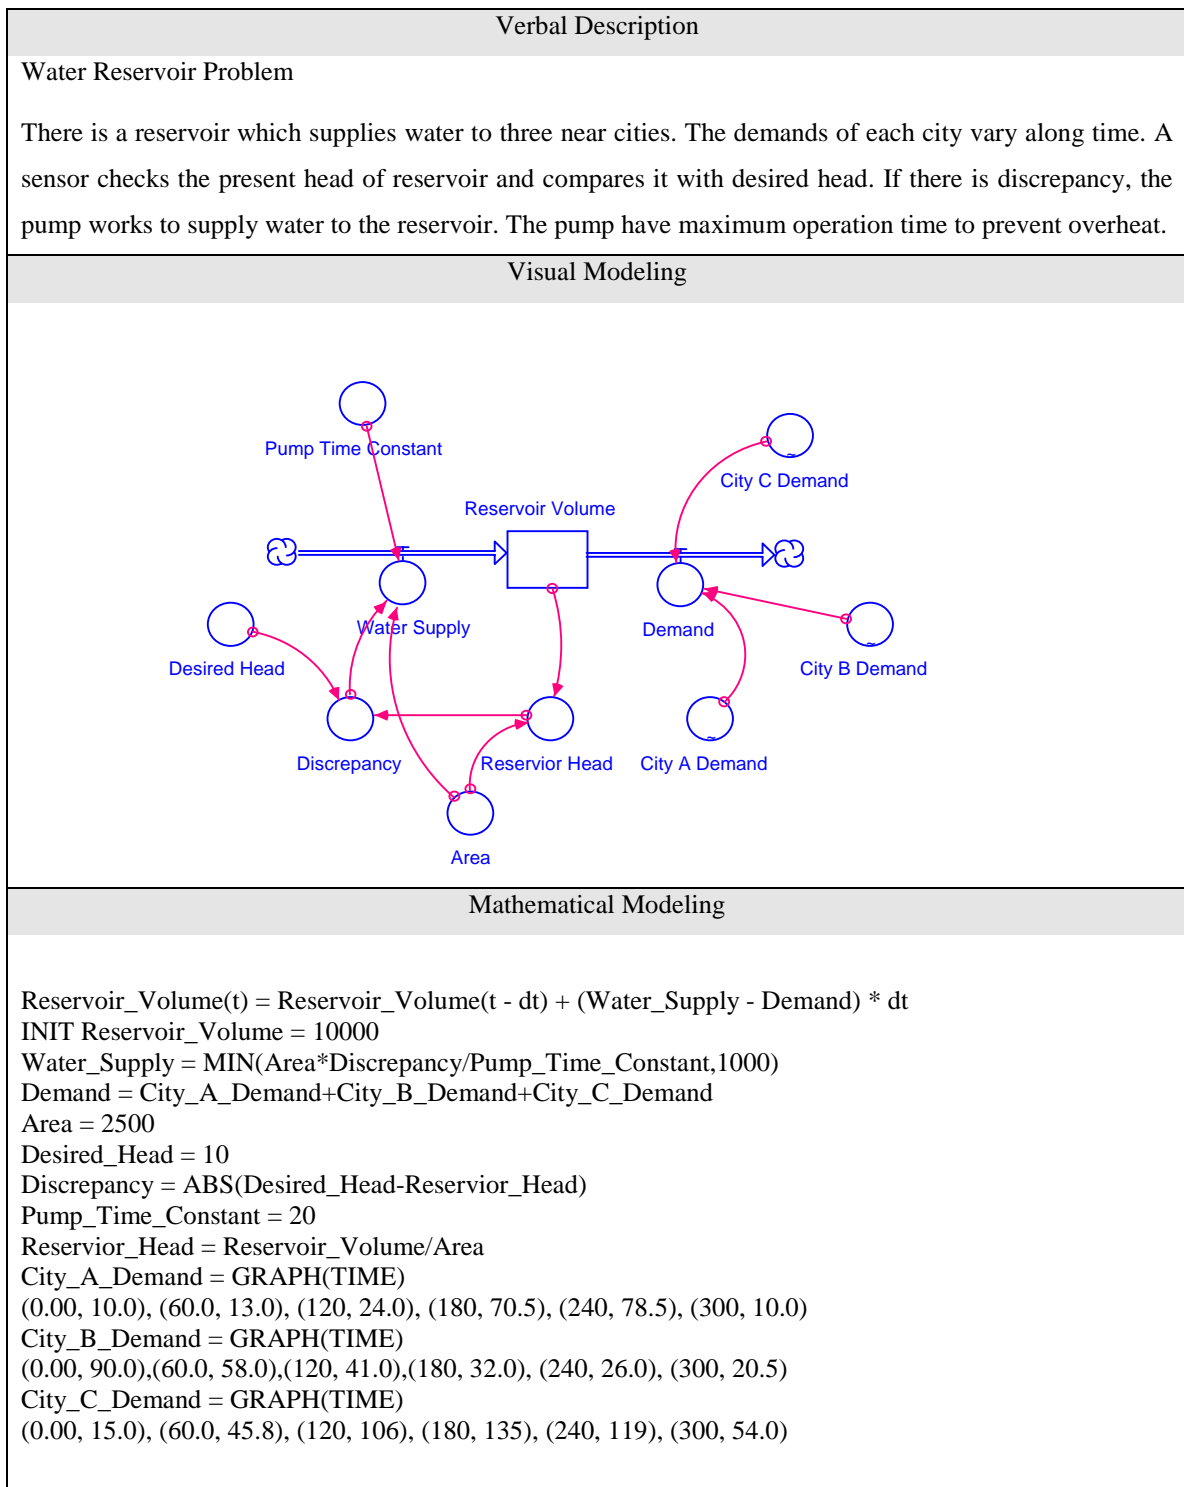 Verbal Description
Water Reservoir Problem
There is a reservoir which supplies water to three near cities. The demands of each city vary along time. A
sensor checks the present head of reservoir and compares it with desired head. If there is discrepancy, the
pump works to supply water to the reservoir. The pump have maximum operation time to prevent overheat.
Visual Modeling
Pump Time Constant
City C Demand
~
Reservoir Volume
Water Supply
Demand
Desired Head
City B Demand
~
Discrepancy
Reservior Head
City A Demand
~
Area
Mathematical Modeling
Reservoir_Volume(t) = Reservoir_Volume(t - dt) + (Water_Supply - Demand) * dt
INIT Reservoir_Volume = 10000
Water_Supply = MIN(Area*Discrepancy/Pump_Time_Constant,1000)
Demand = City_A_Demand+City_B_Demand+City_C_Demand
Area = 2500
Desired_Head = 10
Discrepancy = ABS(Desired_Head-Reservior_Head)
Pump_Time_Constant = 20
Reservior_Head = Reservoir_Volume/Area
City_A_Demand = GRAPH(TIME)
(0.00, 10.0), (60.0, 13.0), (120, 24.0), (180, 70.5), (240, 78.5), (300, 10.0)
City_B_Demand = GRAPH(TIME)
(0.00, 90.0),(60.0, 58.0),(120, 41.0),(180, 32.0), (240, 26.0), (300, 20.5)
City_C_Demand = GRAPH(TIME)
(0.00, 15.0), (60.0, 45.8), (120, 106), (180, 135), (240, 119), (300, 54.0)